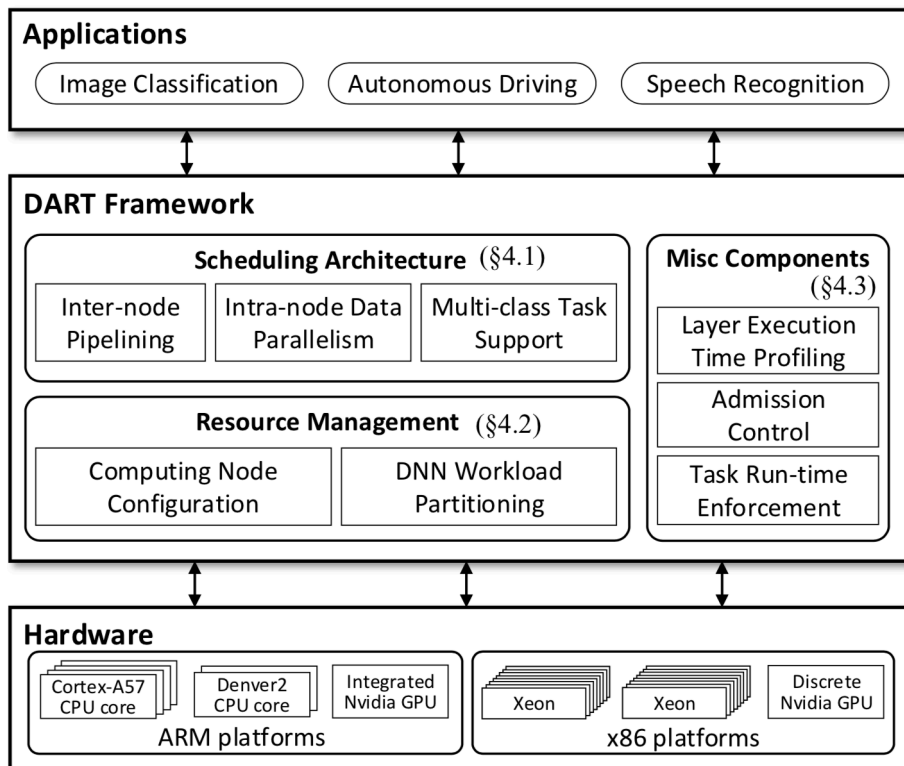 Applications
Image Classification
Autonomous Driving
Speech Recognition
DART Framework
Scheduling Architecture (§4.1)
Inter-node
Pipelining
Intra-node Data
Parallelism
Multi-class Task
Support
Resource Management (§4.2)
Computing Node
Configuration
DNN Workload
Partitioning
Misc Components
(§4.3)
Layer Execution
Time Profiling
Admission
Control
Task Run-time
Enforcement
Hardware
Cortex-A57
CPU core
Denver2
CPU core
Integrated
Nvidia GPU
ARM platforms
Xeon
Xeon
Discrete
Nvidia GPU
x86 platforms